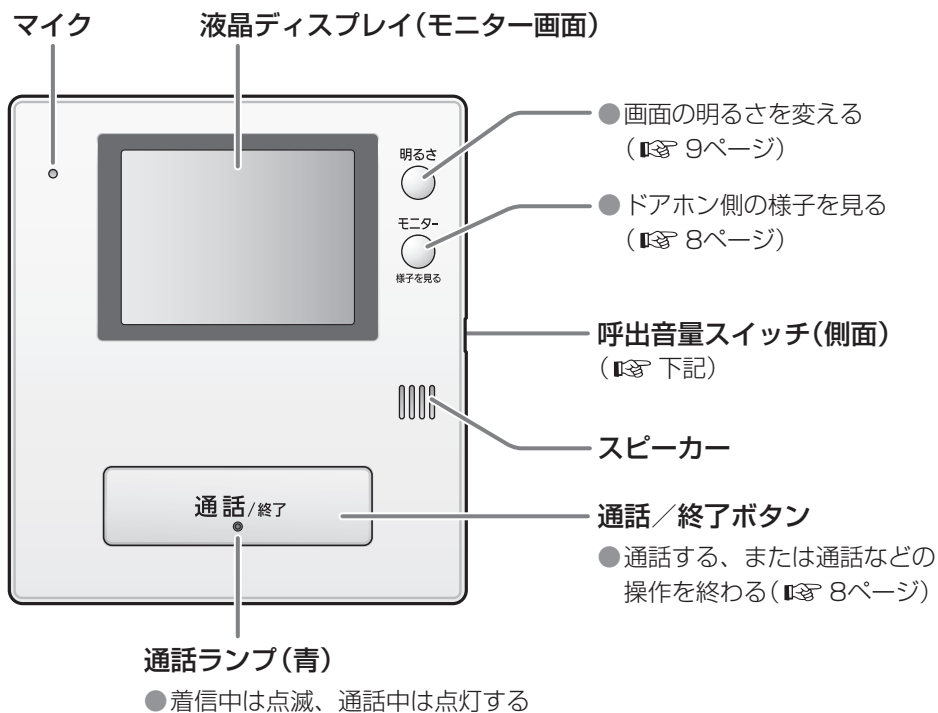 マイク
液晶ディスプレイ(モニター画面)
明るさ
●画面の明るさを変える
(☞ 9ページ)
モニター
様子を見る
●ドアホン側の様子を見る
(☞ 8ページ)
呼出音量スイッチ(側面)
(☞ 下記)
スピーカー
通話/終了
通話／終了ボタン
●通話する、または通話などの
操作を終わる(☞ 8ページ)
通話ランプ(青)
●着信中は点滅、通話中は点灯する